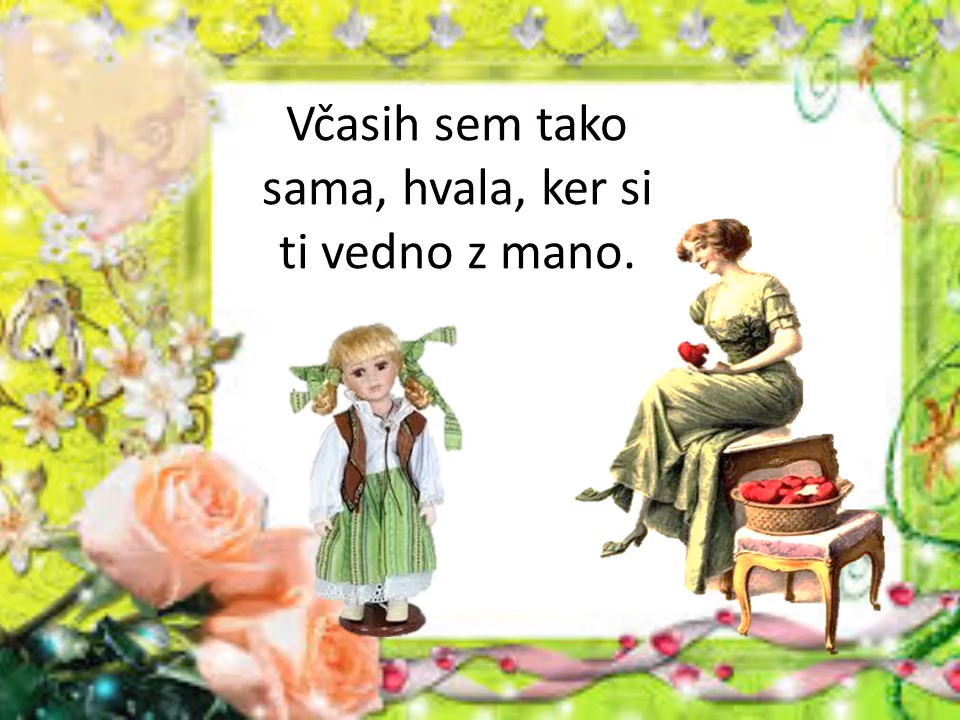 Včasih sem tako
sama, hvala, ker si
ti vedno z mano.